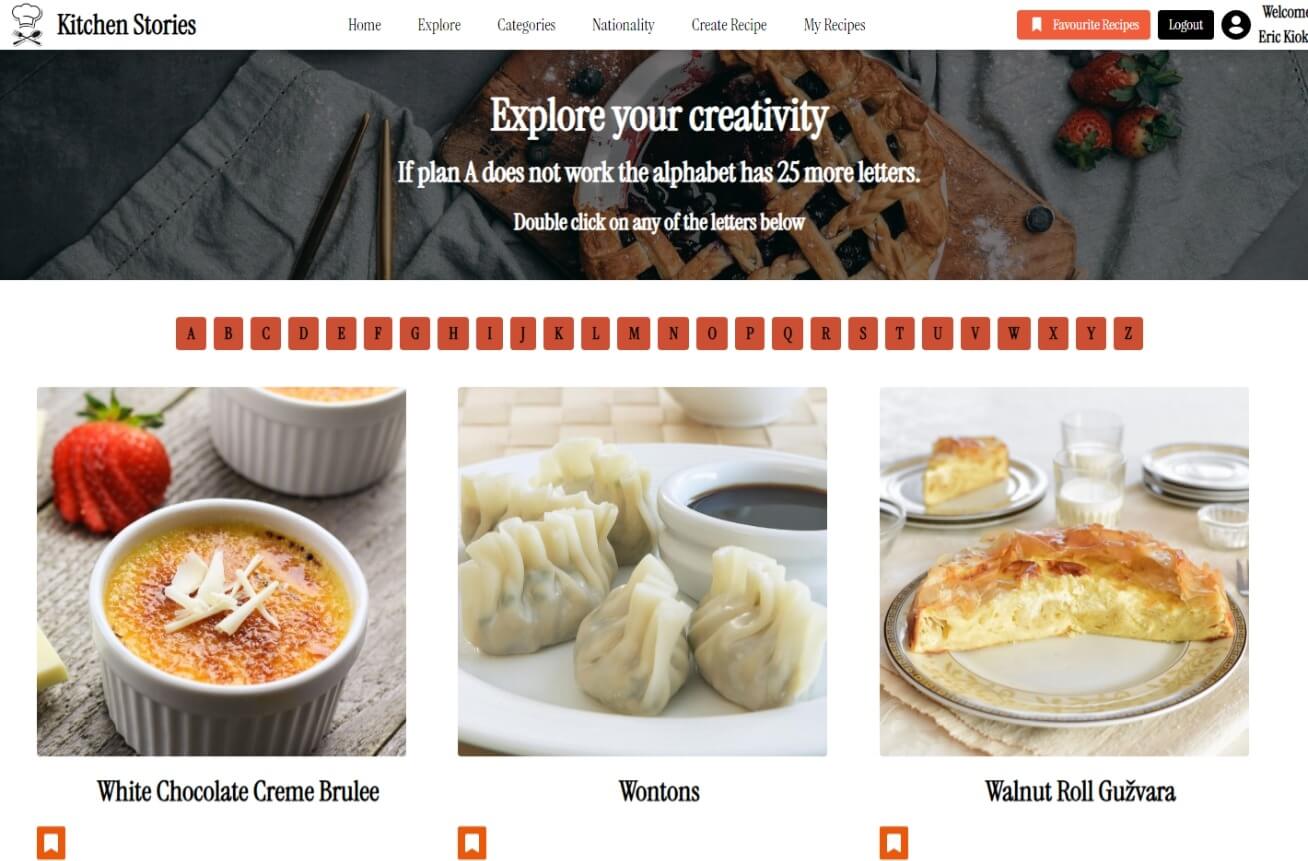 Kitchen Stories
Home Explore Categories Nationality Create Recipe My Recipes
Favourite Recipes Logout
Welcome
Eric Kiok
Explore your creativity
If plan A does not work the alphabet has 25 more letters.
Double click on any of the letters below
A B C D E F G H I J K L M N O P Q R S T U V W X Y Z
White Chocolate Creme Brulee
Wontons
Walnut Roll Gužvara